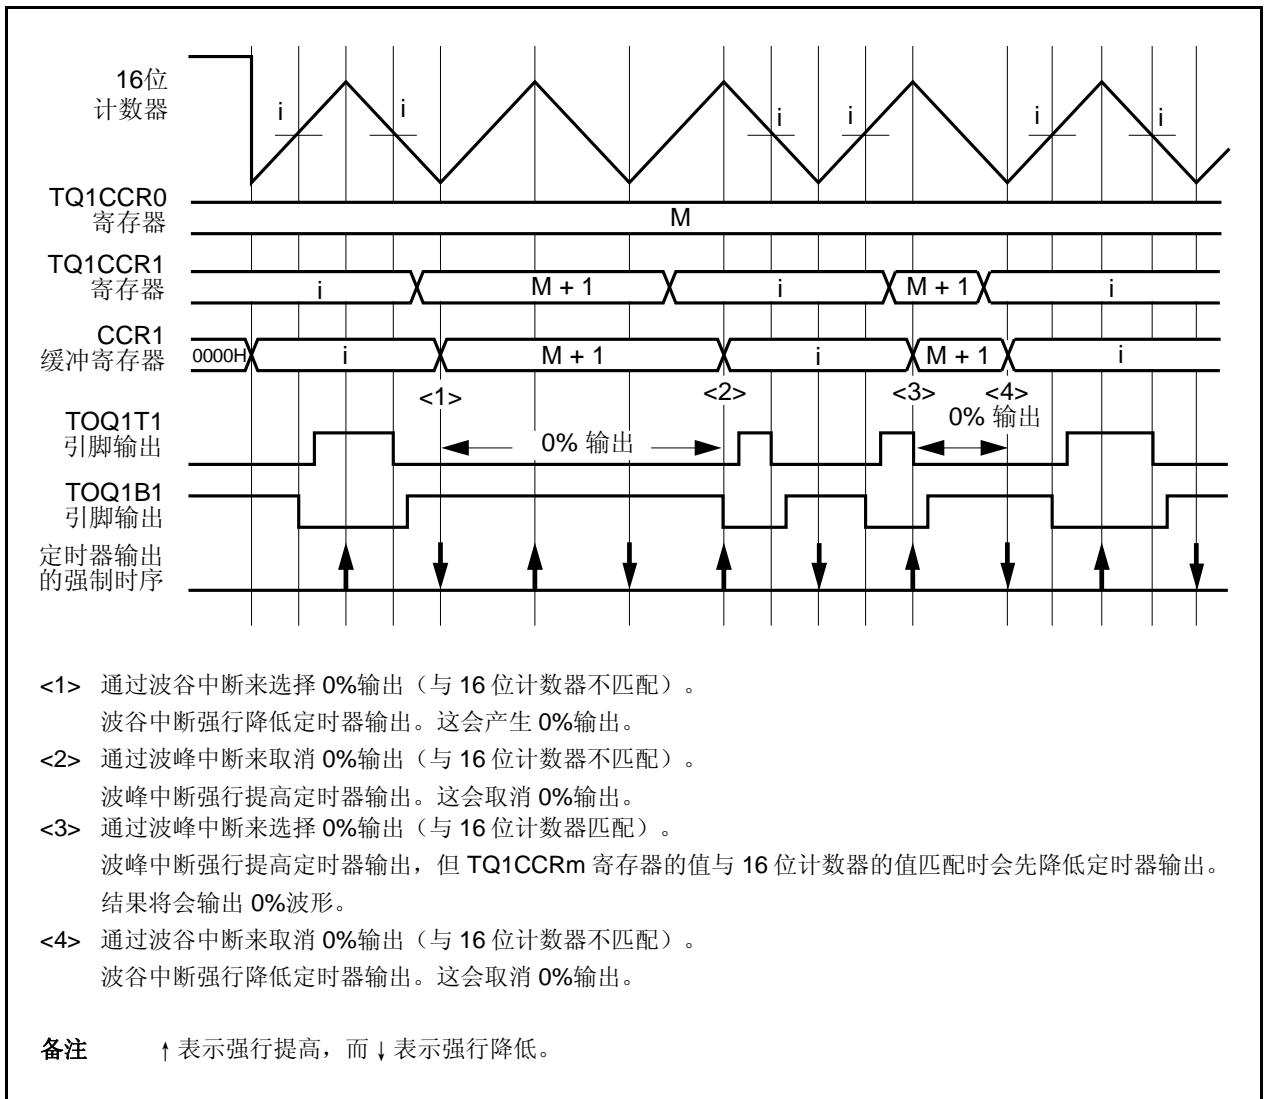 16位
计数器
i i i i i i
TQ1CCR0
寄存器
M
TQ1CCR1
寄存器
i M + 1 i M + 1 i
CCR1
缓冲寄存器
0000H i M + 1 i M + 1 i
<1> <2> <3> <4>
TOQ1T1
引脚输出
0% 输出 0% 输出
TOQ1B1
引脚输出
定时器输出
的强制时序
<1> 通过波谷中断来选择 0%输出（与 16 位计数器不匹配）。
波谷中断强行降低定时器输出。这会产生 0%输出。
<2> 通过波峰中断来取消 0%输出（与 16 位计数器不匹配）。
波峰中断强行提高定时器输出。这会取消 0%输出。
<3> 通过波峰中断来选择 0%输出（与 16 位计数器匹配）。
波峰中断强行提高定时器输出，但 TQ1CCRm 寄存器的值与 16 位计数器的值匹配时会先降低定时器输出。
结果将会输出 0%波形。
<4> 通过波谷中断来取消 0%输出（与 16 位计数器不匹配）。
波谷中断强行降低定时器输出。这会取消 0%输出。
备注 ↑表示强行提高，而↓表示强行降低。